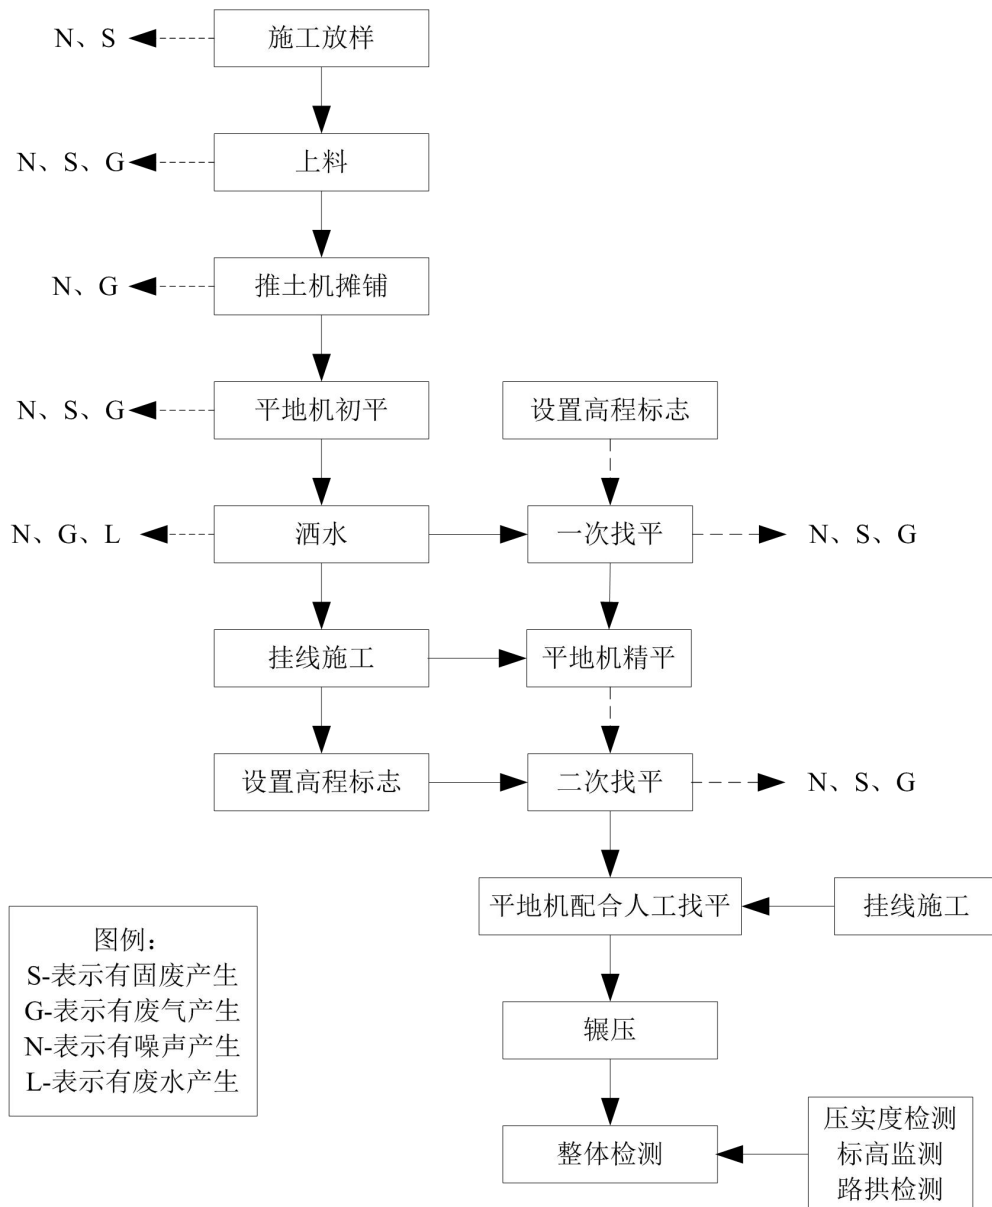 N、S
施工放样
N、S、G
上料
N、G
推土机摊铺
N、S、G
平地机初平
设置高程标志
N、G、L
洒水
一次找平
N、S、G
挂线施工
平地机精平
设置高程标志
二次找平
N、S、G
平地机配合人工找平
挂线施工
图例：
S-表示有固废产生
G-表示有废气产生
N-表示有噪声产生
L-表示有废水产生
辗压
整体检测
压实度检测
标高监测
路拱检测